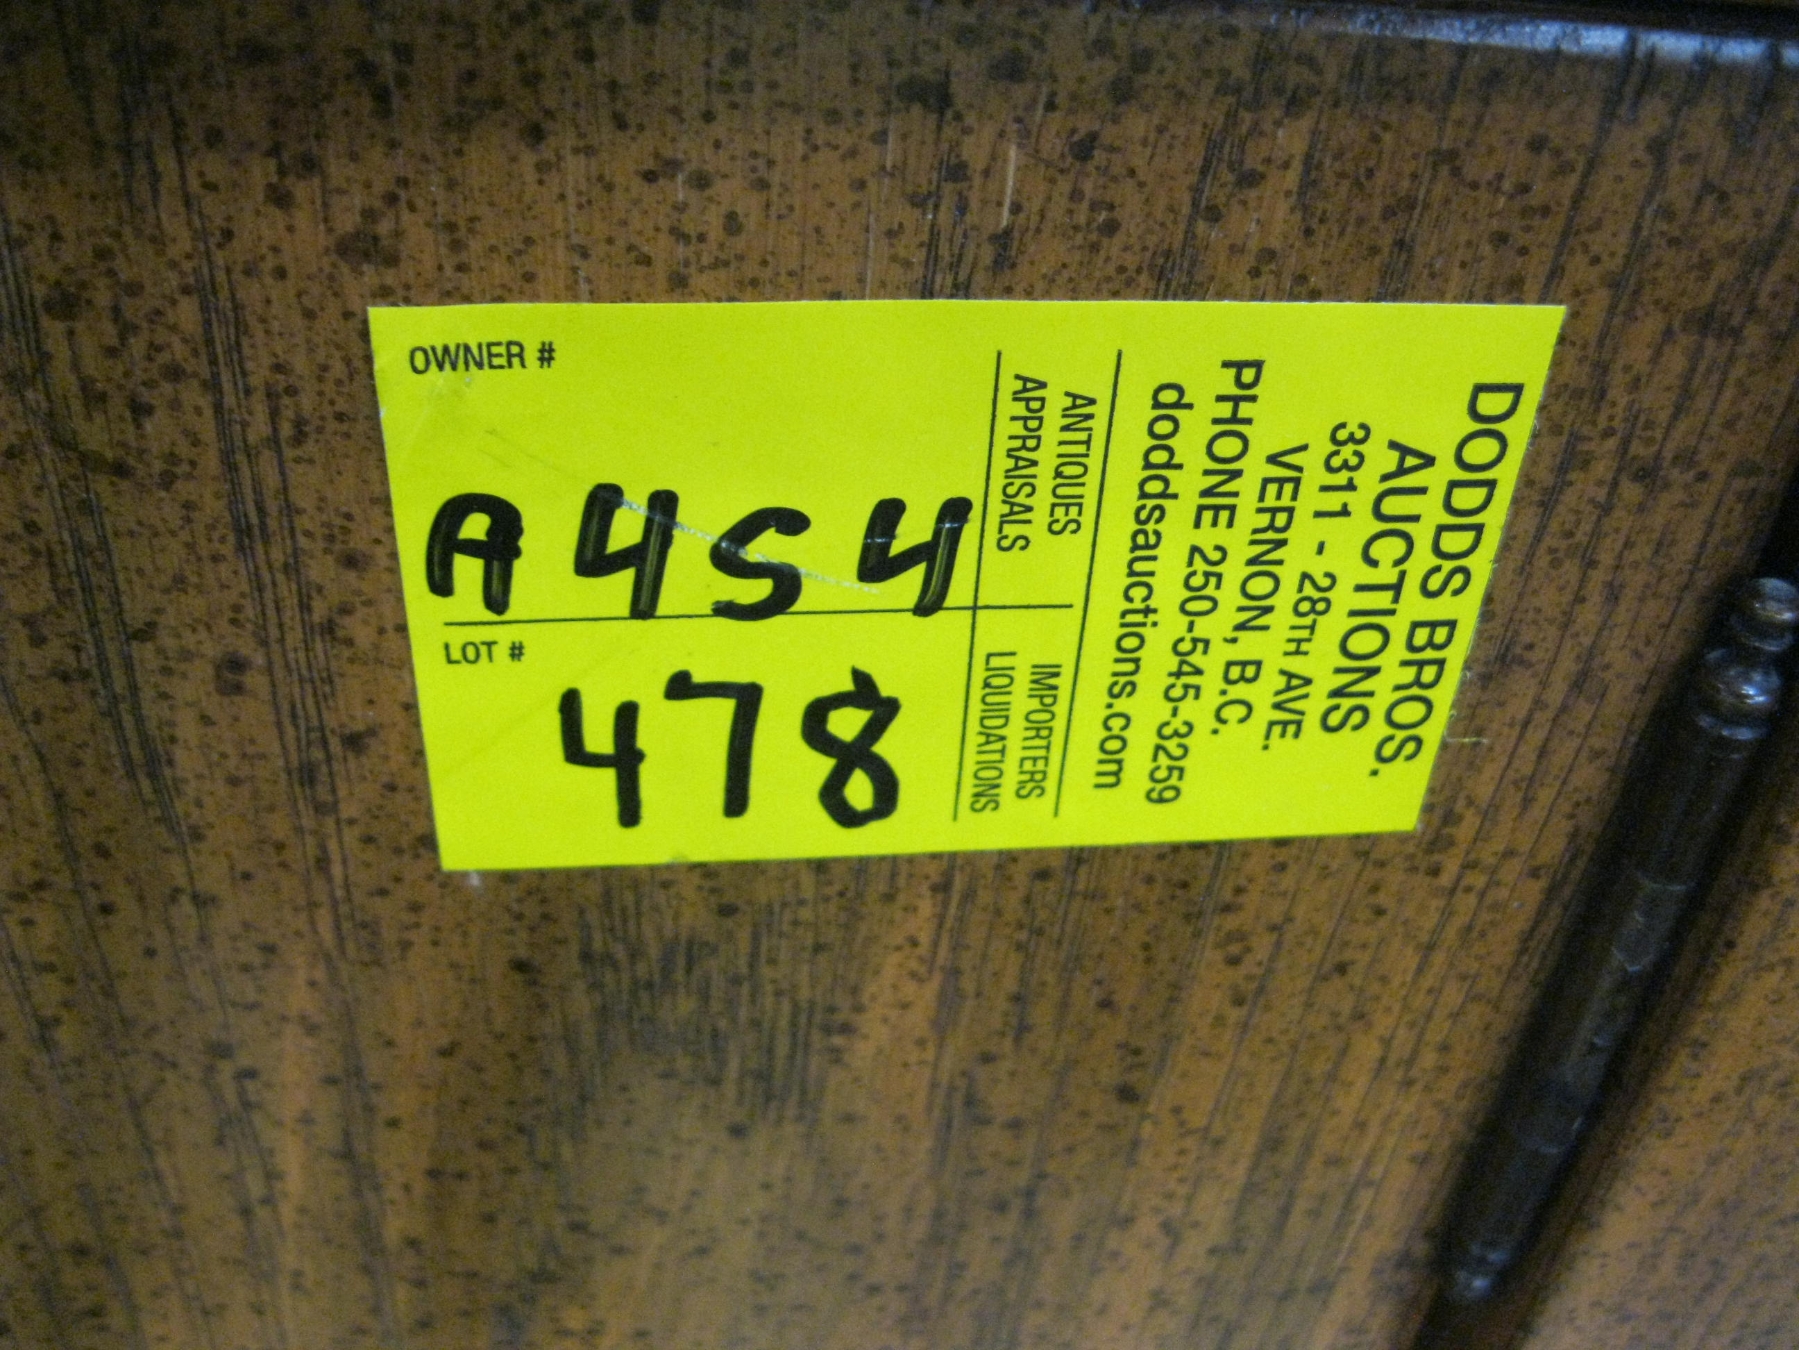 DODDS BROS.
AUCTIONS
3311 - 28TH AVE.
VERNON, B.C.
PHONE 250-545-3259
doddsauctions.com
ANTIQUES
APPRAISALS
IMPORTERS
LIQUIDATIONS
OWNER #
A454
LOT #
478